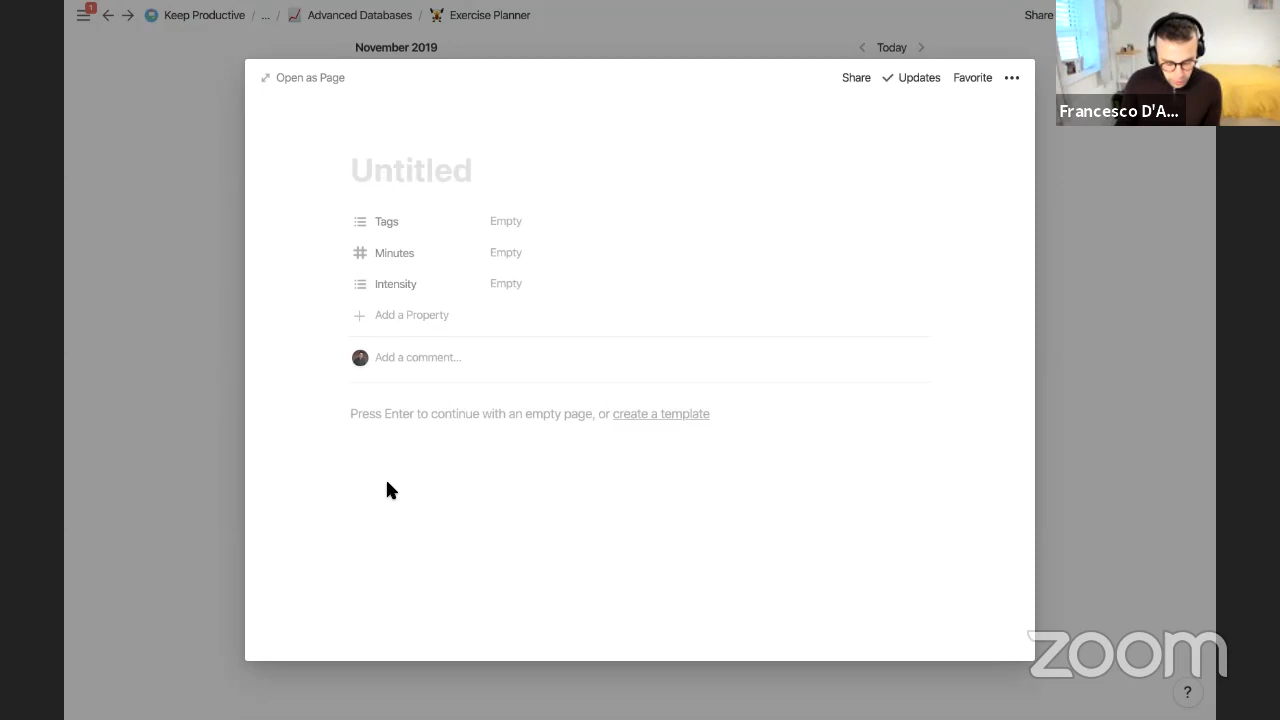 1
Keep Productive / ... / Advanced Databases / Exercise Planner
Share
November 2019
Today
Open as Page
Share Updates Favorite
Francesco D'A...
Untitled
Tags Empty
Minutes Empty
Intensity Empty
Add a Property
Add a comment...
Press Enter to continue with an empty page, or create a template
zoom
?